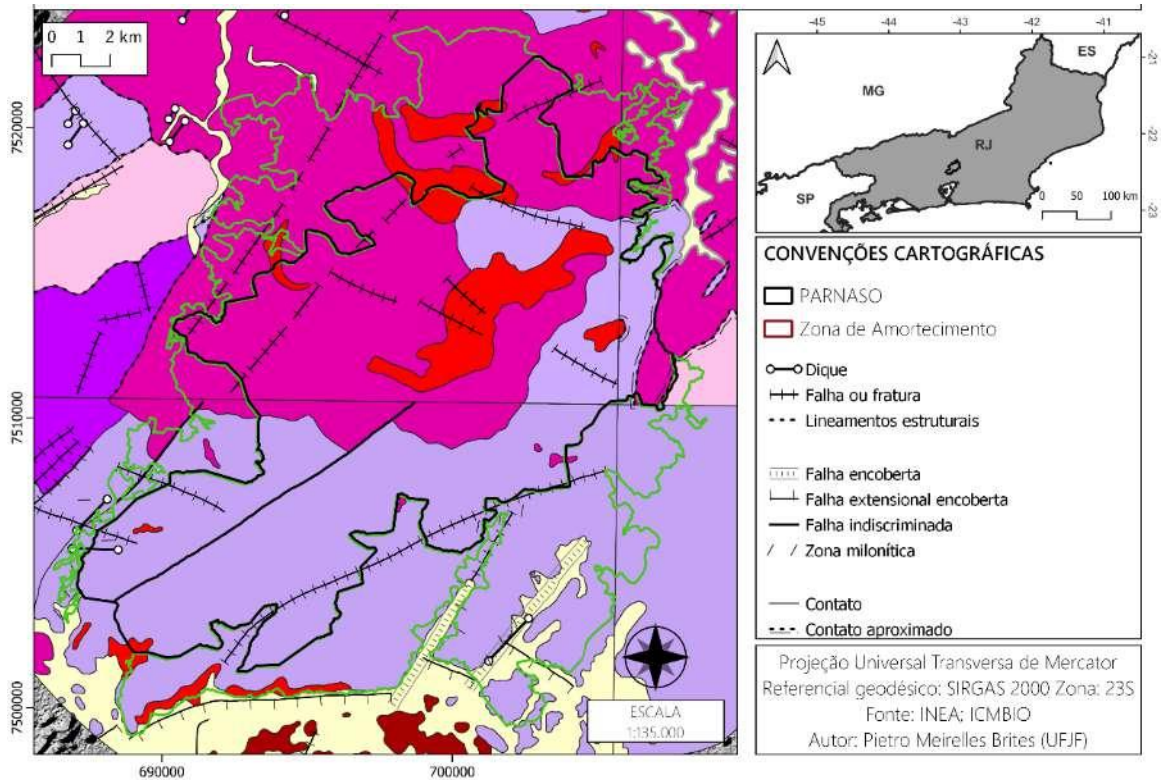 0 1 2 km
7520000
7510000
7500000
690000
700000
-45 -44 -43 -42 -41
-21
-22
-23
ES
MG
RJ
SP
0 50 100 km
CONVENÇÕES CARTOGRÁFICAS
PARNASO
Zona de Amortecimento
Dique
Falha ou fratura
Lineamentos estruturais
Falha encoberta
Falha extensional encoberta
Falha indiscriminada
Zona milonítica
Contato
Contato aproximado
ESCALA
1:135.000
Projeção Universal Transversa de Mercator
Referencial geodésico: SIRGAS 2000 Zona: 23S
Fonte: INEA; ICMBIO
Autor: Pietro Meirelles Brites (UFJF)